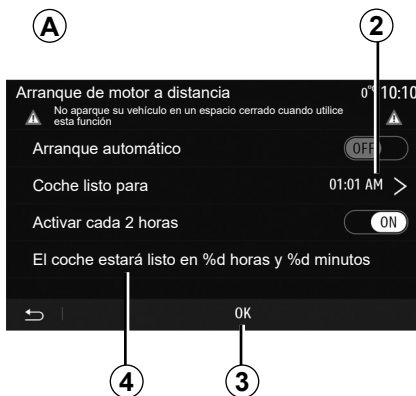 A
2
Arranque de motor a distancia 0° 10:10
No aparque su vehículo en un espacio cerrado cuando utilice
esta función
Arranque automático OFF
Coche listo para 01:01 AM
Activar cada 2 horas ON
El coche estará listo en %d horas y %d minutos
OK
4
3